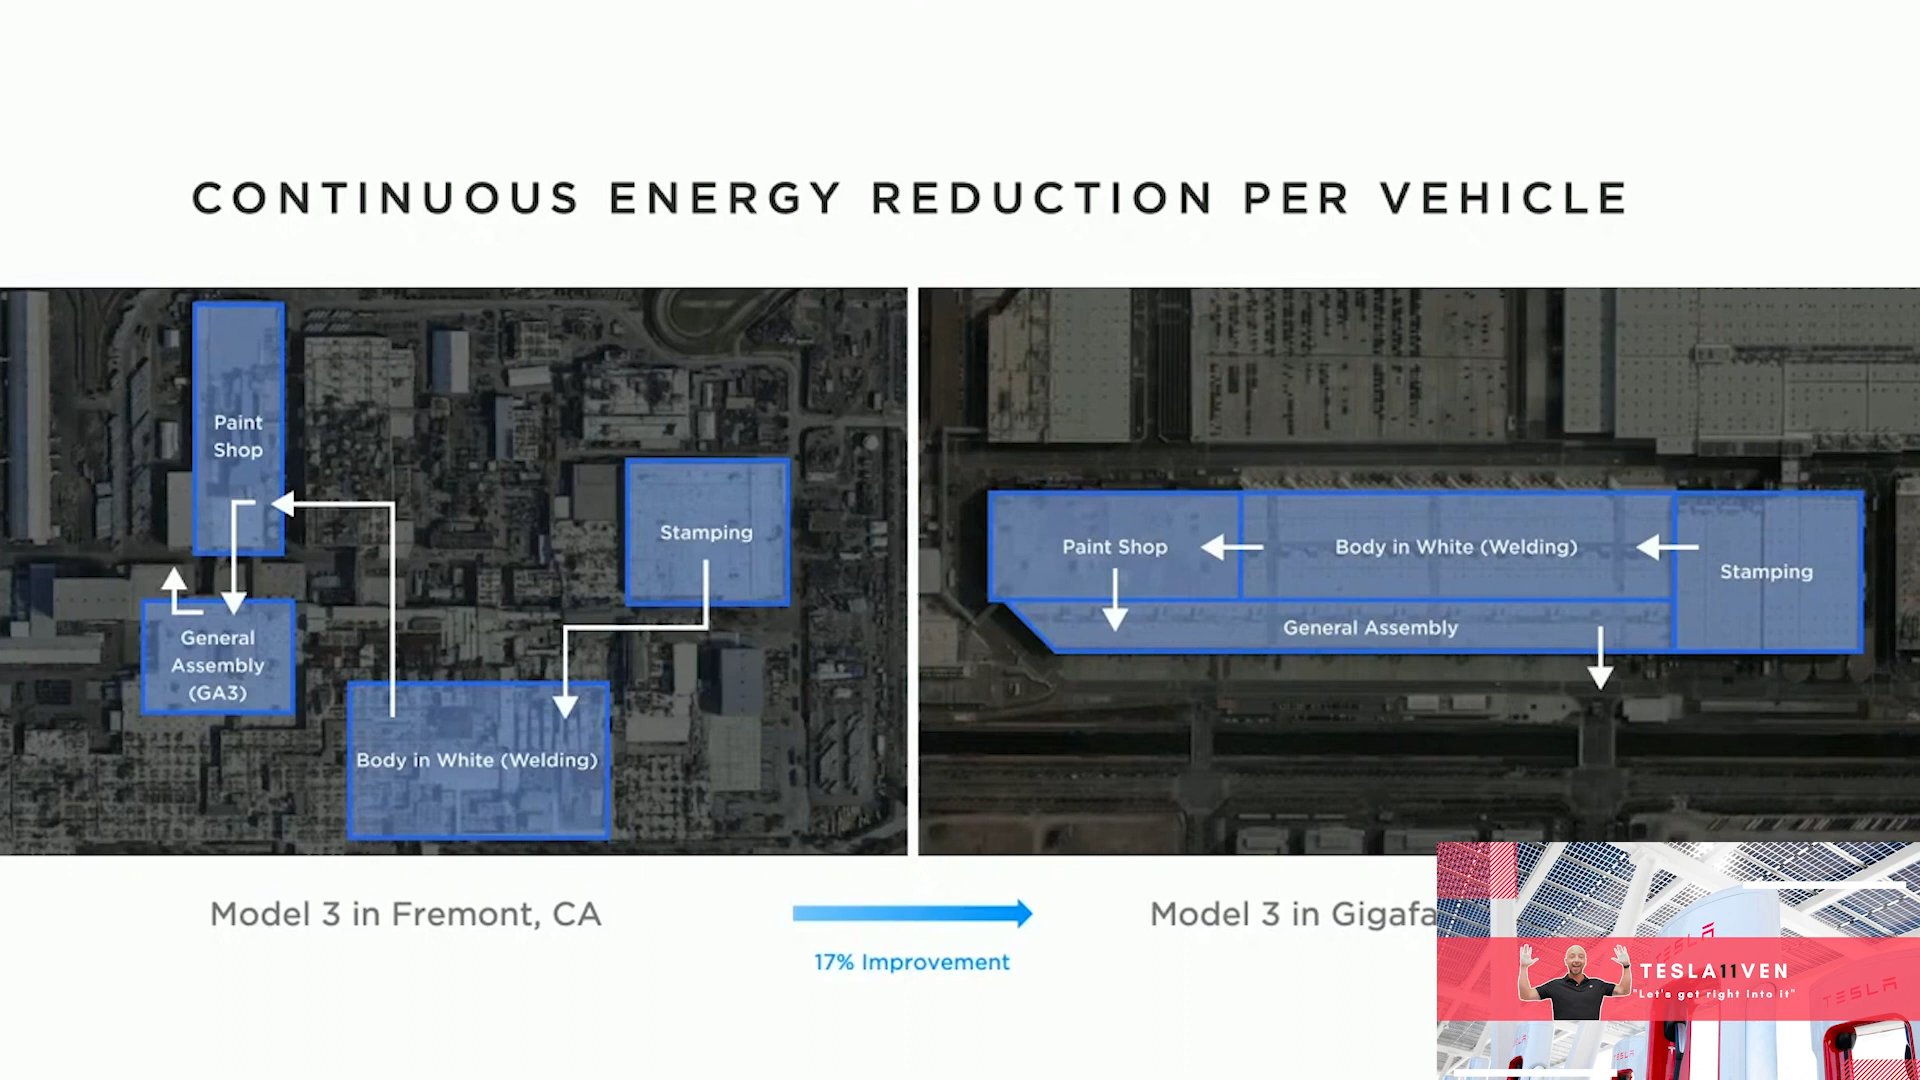 CONTINUOUS ENERGY REDUCTION PER VEHICLE
Paint
Shop
Stamping
General
Assembly
(GA3)
Body in White (Welding)
Paint Shop
Body in White (Welding)
Stamping
General Assembly
Model 3 in Fremont, CA
17% Improvement
Model 3 in Gigafa
TESLA11VEN
"Let's get right into it"
TESLA
TESLA